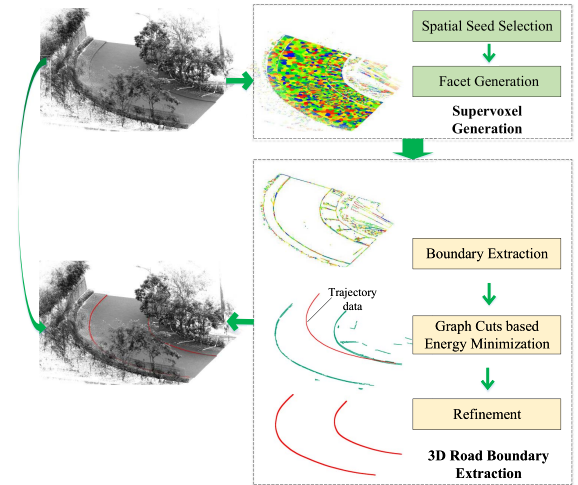 Spatial Seed Selection
Facet Generation
Supervoxel
Generation
Boundary Extraction
Trajectory
data
Graph Cuts based
Energy Minimization
Refinement
3D Road Boundary
Extraction